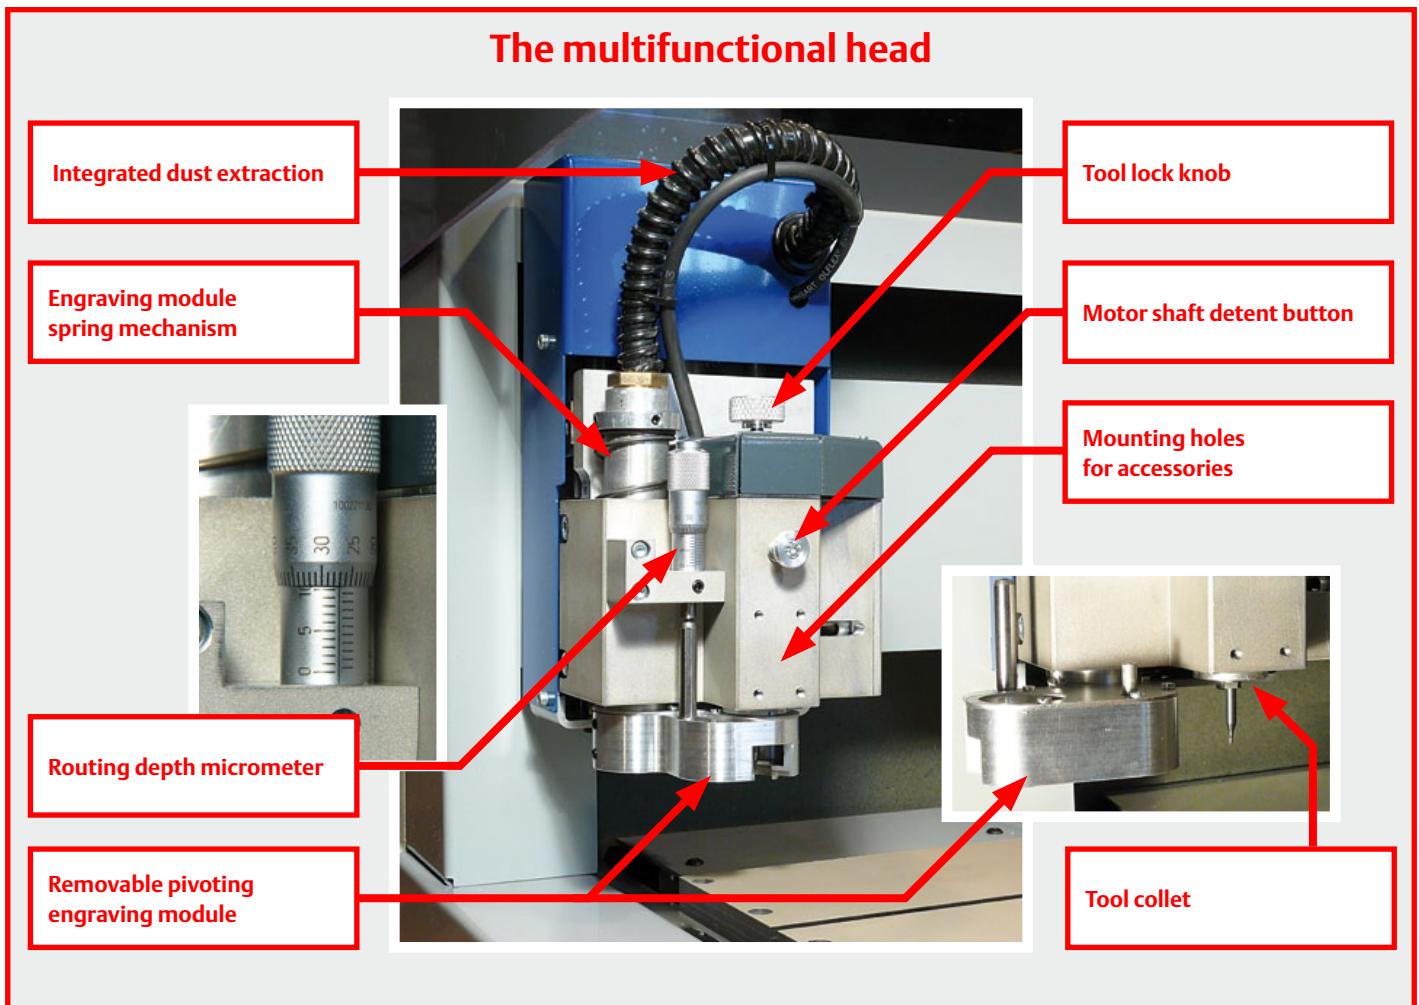 The multifunctional head
Integrated dust extraction
Tool lock knob
Engraving module
spring mechanism
Motor shaft detent button
Mounting holes
for accessories
30
25
5
0
Routing depth micrometer
Removable pivoting
engraving module
Tool collet